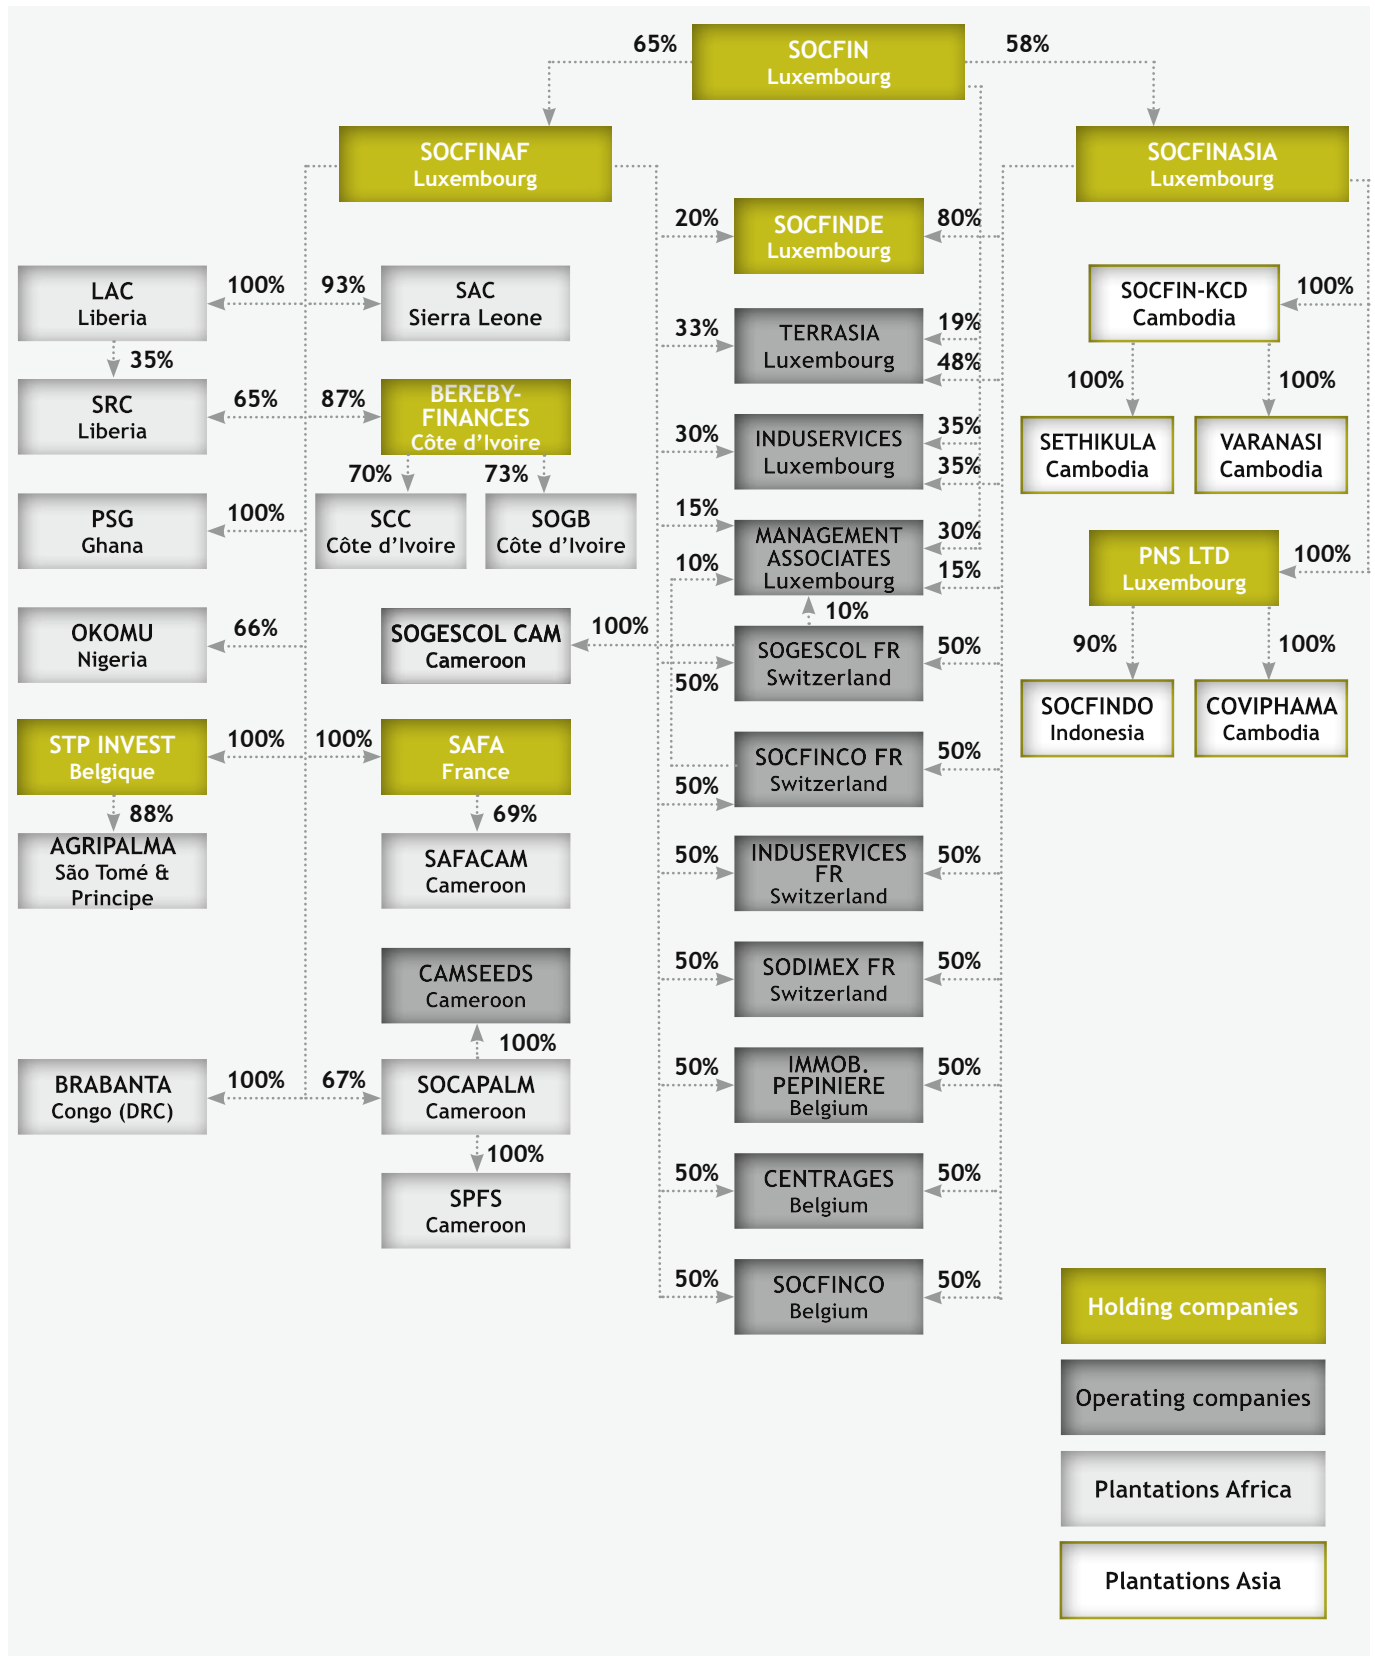 65%
SOCFIN
Luxembourg
58%
SOCFINAF
Luxembourg
SOCFINASIA
Luxembourg
20%
SOCFINDE
Luxembourg
80%
LAC
Liberia
100%
93%
SAC
Sierra Leone
33%
TERRASIA
Luxembourg
19%
48%
SOCFIN-KCD
Cambodia
100%
35%
100%
100%
SRC
Liberia
65%
87%
BEREBY-
FINANCES
Côte d'Ivoire
30%
INDUSERVICES
Luxembourg
35%
35%
SETHIKULA
Cambodia
VARANASI
Cambodia
70%
73%
PSG
Ghana
100%
SCC
Côte d'Ivoire
SOGB
Côte d'Ivoire
15%
10%
MANAGEMENT
ASSOCIATES
Luxembourg
30%
15%
PNS LTD
Luxembourg
100%
10%
OKOMU
Nigeria
66%
SOGESCOL CAM
Cameroon
100%
SOGESCOL FR
Switzerland
50%
50%
90%
100%
SOCFINDO
Indonesia
COVIPHAMA
Cambodia
STP INVEST
Belgique
100%
100%
SAFA
France
SOCFINCO FR
Switzerland
50%
50%
88%
69%
AGRIPALMA
São Tomé &
Principe
SAFACAM
Cameroon
50%
INDUSERVICES
FR
Switzerland
50%
CAMSEEDS
Cameroon
50%
SODIMEX FR
Switzerland
50%
100%
BRABANTA
Congo (DRC)
100%
67%
SOCAPALM
Cameroon
50%
IMMOB.
PEPINIERE
Belgium
50%
100%
SPFS
Cameroon
50%
CENTRAGES
Belgium
50%
50%
SOCFINCO
Belgium
50%
Holding companies
Operating companies
Plantations Africa
Plantations Asia